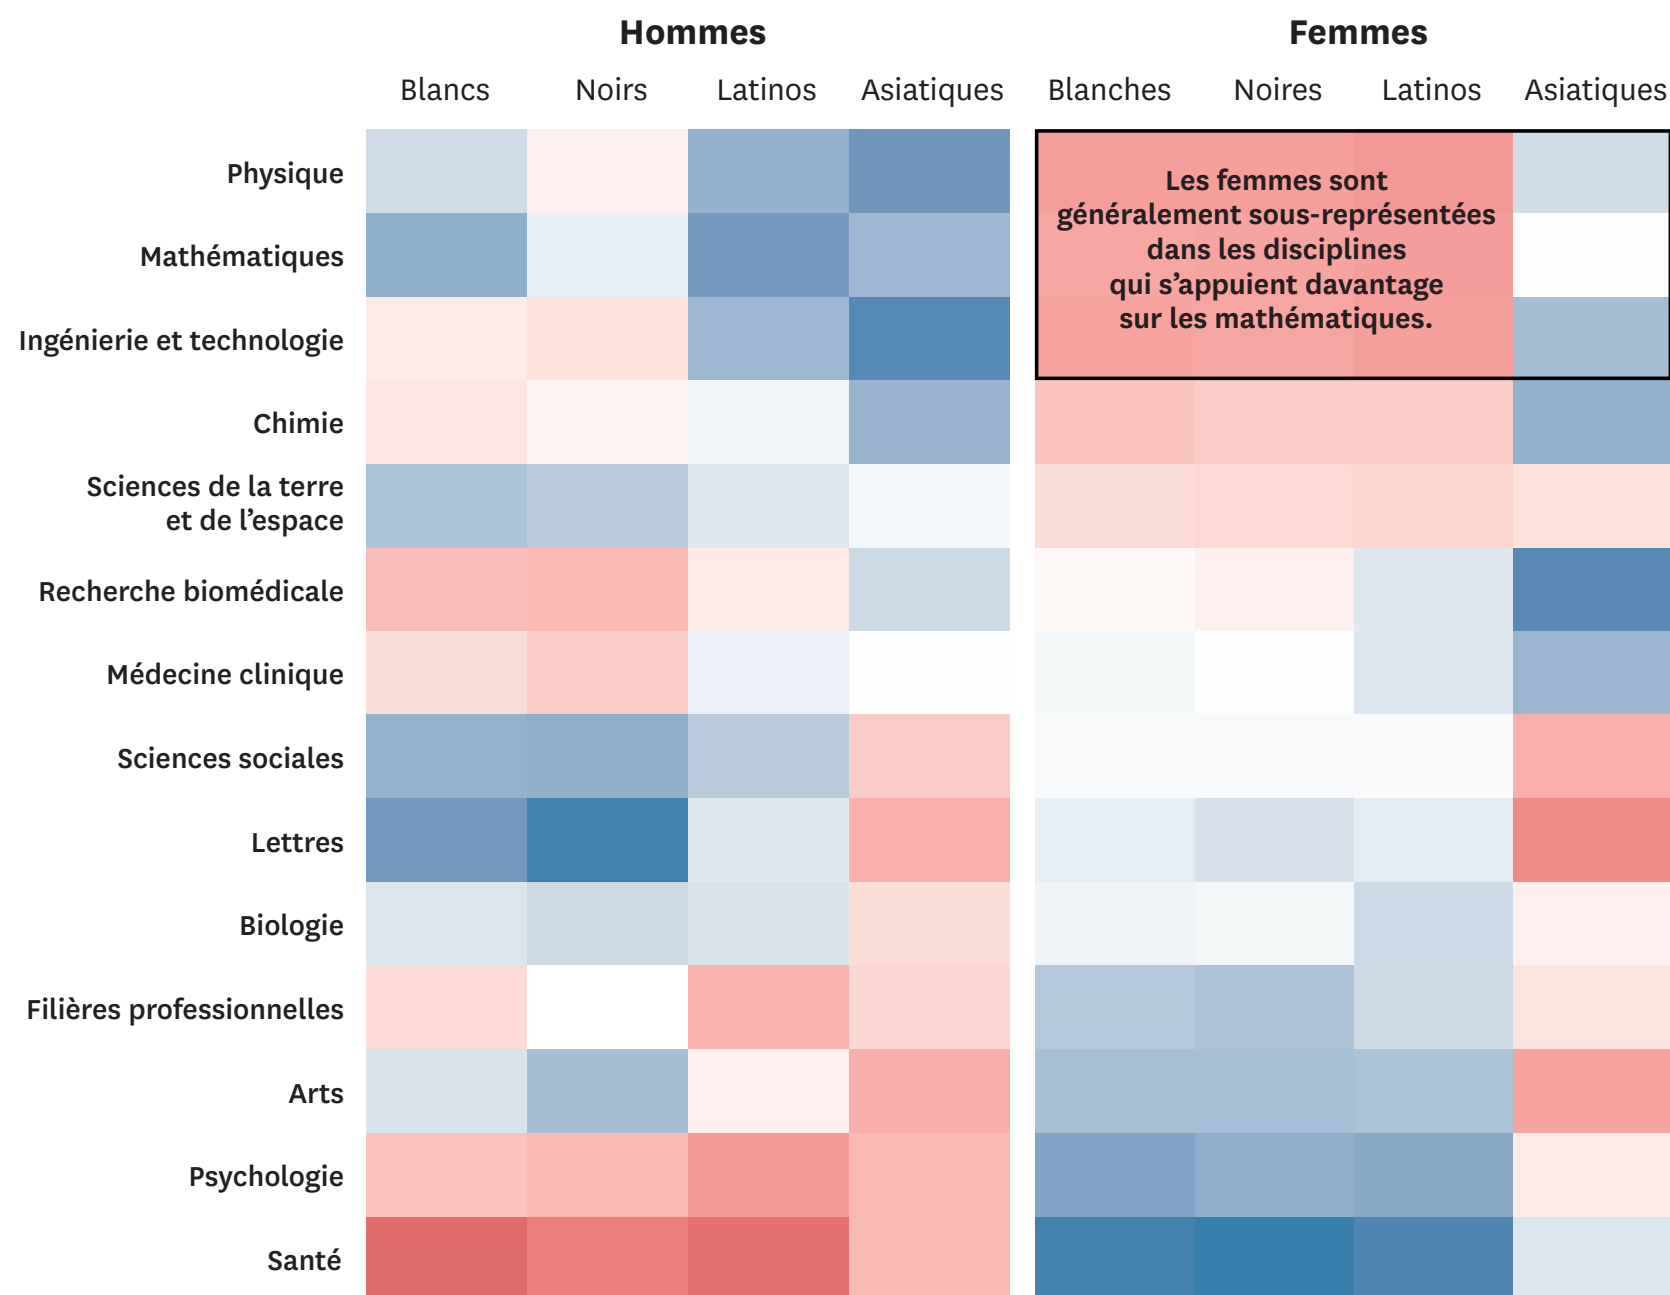 Hommes
Femmes
Blancs Noirs Latinos Asiatiques Blanches Noires Latinos Asiatiques
Physique
Mathématiques
Ingénierie et technologie
Les femmes sont
généralement sous-représentées
dans les disciplines
qui s’appuient davantage
sur les mathématiques.
Chimie
Sciences de la terre
et de l’espace
Recherche biomédicale
Médecine clinique
Sciences sociales
Lettres
Biologie
Filières professionnelles
Arts
Psychologie
Santé